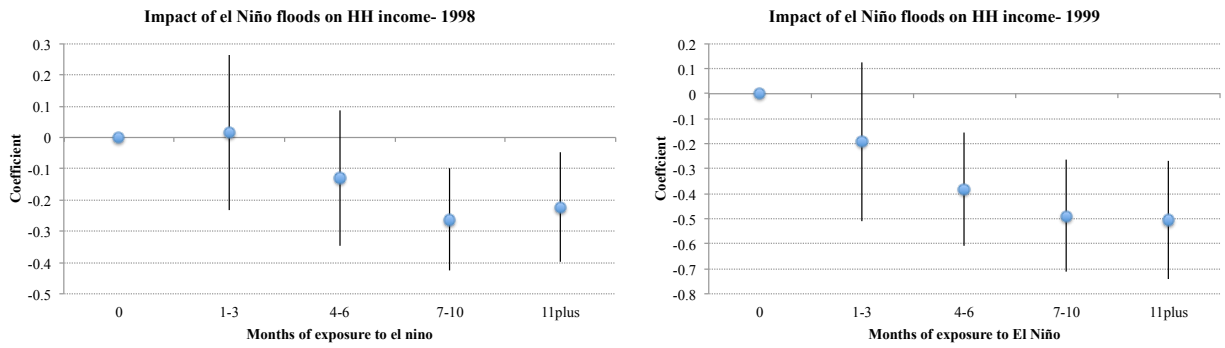 Impact of el Niño floods on HH income- 1998
0.3
0.2
0.1
0
-0.1
-0.2
-0.3
-0.4
-0.5
Coefficient
0 1-3 4-6 7-10 11plus
Months of exposure to el nino
Impact of el Niño floods on HH income- 1999
0.2
0.1
0
-0.1
-0.2
-0.3
-0.4
-0.5
-0.6
-0.7
-0.8
Coeffcient
0 1-3 4-6 7-10 11plus
Months of exposure to El Niño